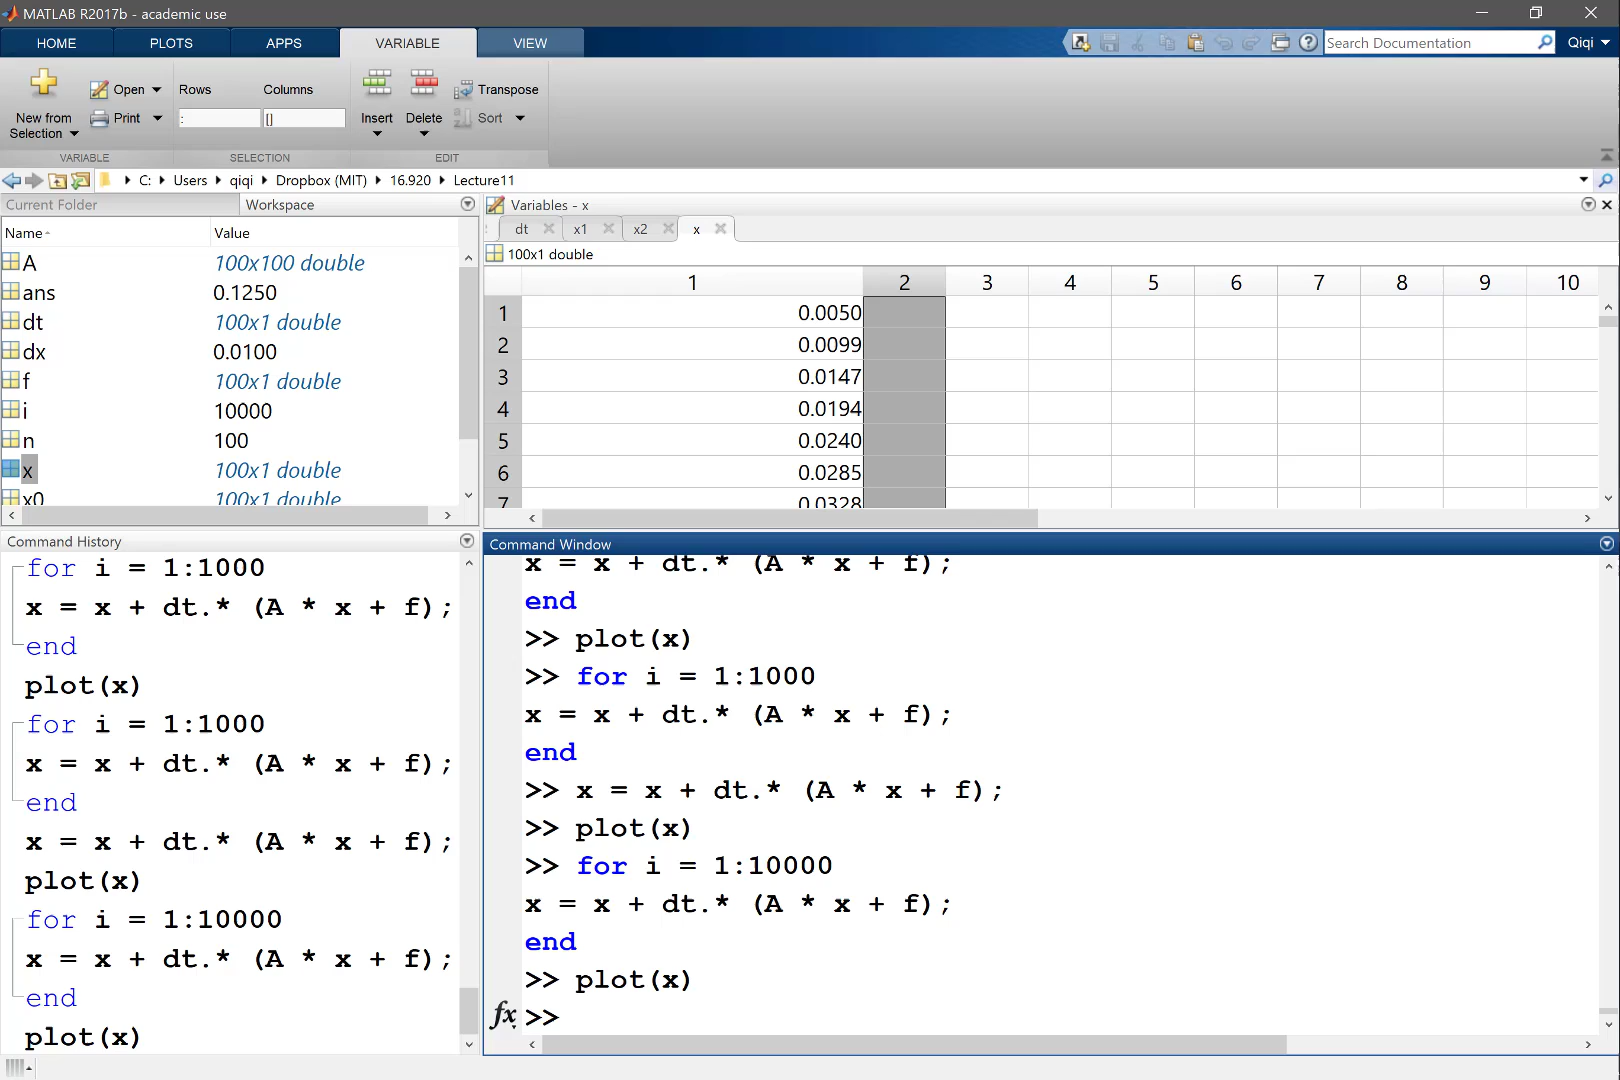 MATLAB R2017b - academic use
HOME PLOTS APPS VARIABLE VIEW
Search Documentation Qiqi
New from Selection
Open
Print
Rows Columns
: []
Insert Delete
Transpose
Sort
VARIABLE SELECTION EDIT
C: Users qiqi Dropbox (MIT) 16.920 Lecture11
Current Folder Workspace
Name Value
A 100x100 double
ans 0.1250
dt 100x1 double
dx 0.0100
f 100x1 double
i 10000
n 100
x 100x1 double
x0 100x1 double
Variables - x
dt x1 x2 x
100x1 double
1 2 3 4 5 6 7 8 9 10
1 0.0050
2 0.0099
3 0.0147
4 0.0194
5 0.0240
6 0.0285
7 0.0328
Command History
for i = 1:1000
x = x + dt.* (A * x + f);
end
plot(x)
for i = 1:1000
x = x + dt.* (A * x + f);
end
x = x + dt.* (A * x + f);
plot(x)
for i = 1:10000
x = x + dt.* (A * x + f);
end
plot(x)
Command Window
x = x + dt.* (A * x + f);
end
>> plot(x)
>> for i = 1:1000
x = x + dt.* (A * x + f);
end
>> x = x + dt.* (A * x + f);
>> plot(x)
>> for i = 1:10000
x = x + dt.* (A * x + f);
end
>> plot(x)
fx >>